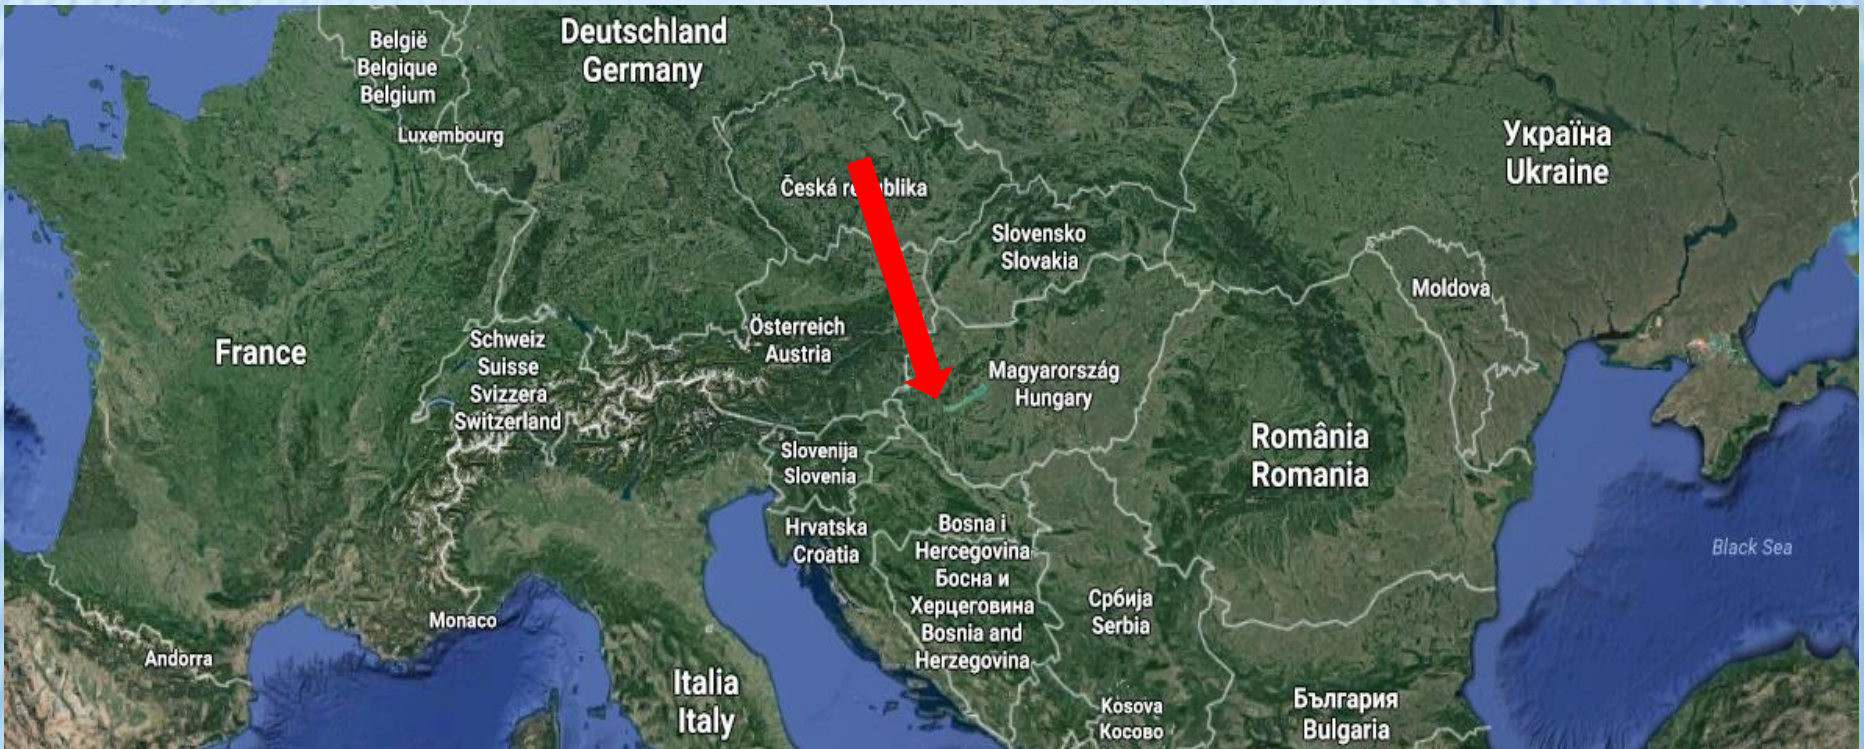 België
Belgique
Belgium
Deutschland
Germany
Luxembourg
Česká
Україна
Ukraine
Slovensko
Slovakia
Moldova
Österreich
Austria
France
Schweiz
Suisse
Svizzera
Switzerland
Magyarország
Hungary
România
Romania
Slovenija
Slovenia
Hrvatska
Croatia
Bosna i
Hercegovina
Босна и
Херцеговина
Bosnia and
Herzegovina
Black Sea
Србија
Serbia
Monaco
Andorra
Italia
Italy
Kosova
Косово
България
Bulgaria